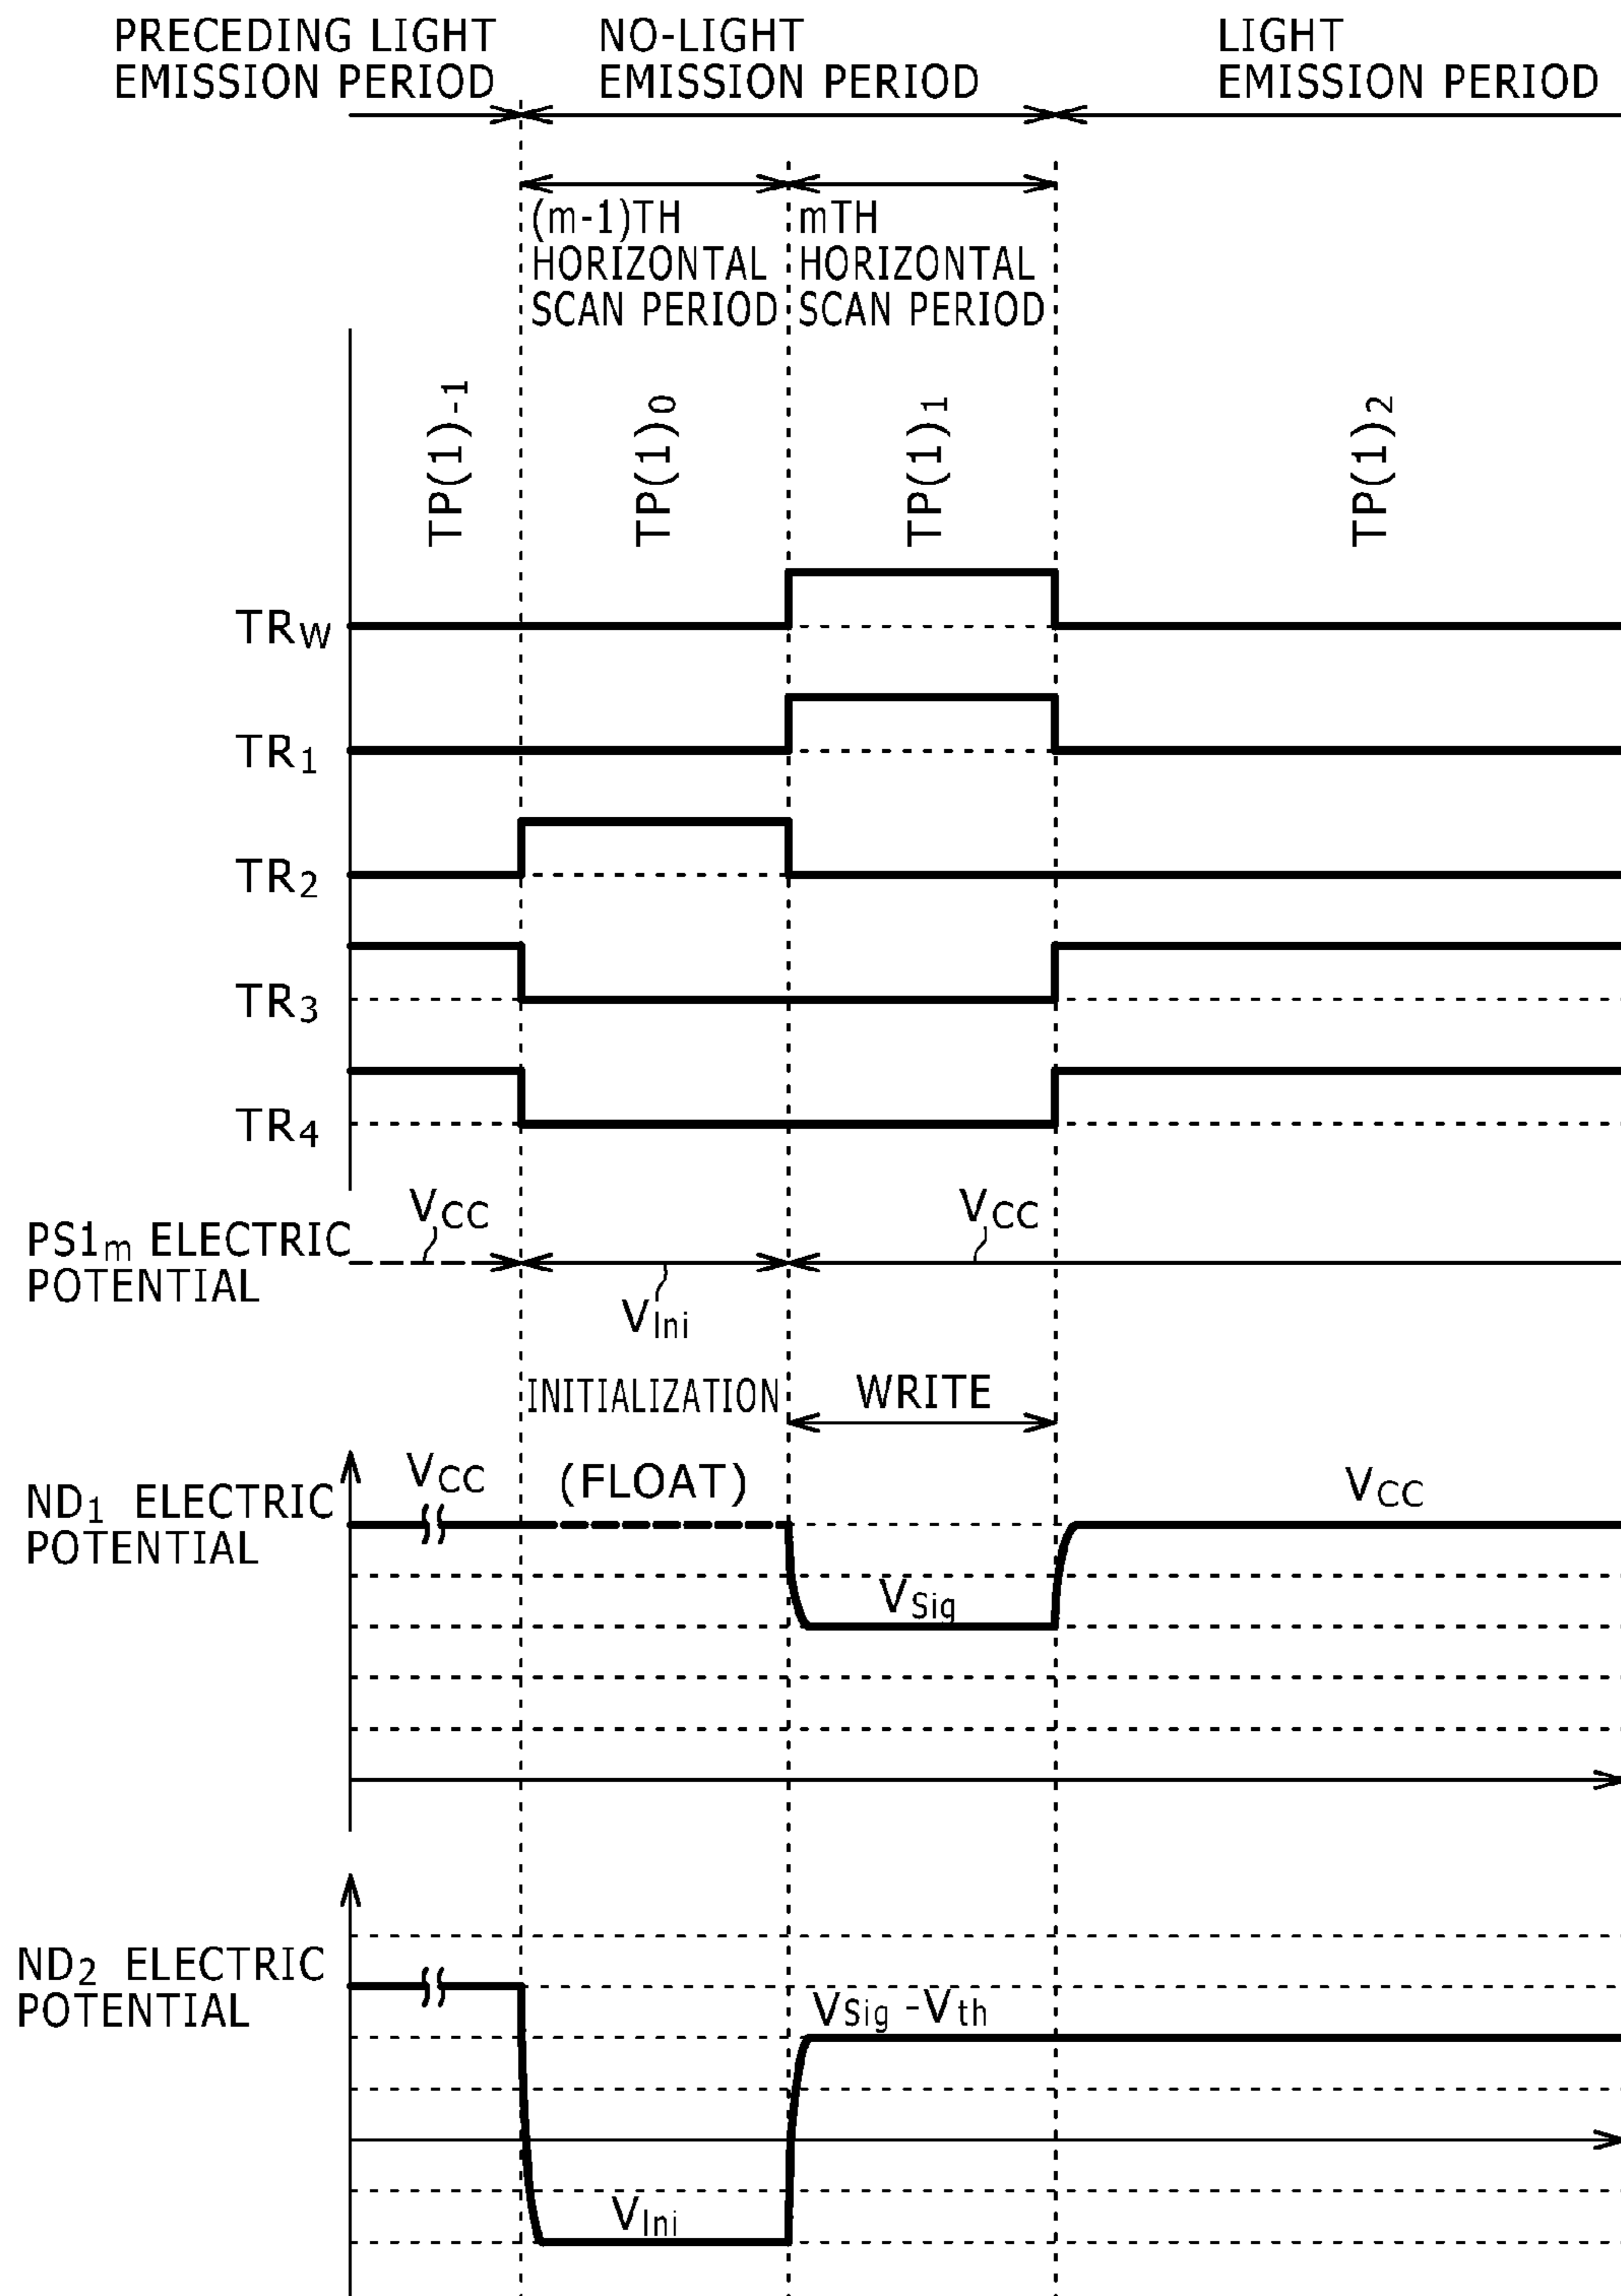 PRECEDING LIGHT
EMISSION PERIOD
NO-LIGHT
EMISSION PERIOD
LIGHT
EMISSION PERIOD
(m-1)TH
HORIZONTAL
SCAN PERIOD
mTH
HORIZONTAL
SCAN PERIOD
TP(1)-1
TP(1)0
TP(1)1
TP(1)2
TRW
TR1
TR2
TR3
TR4
PS1m ELECTRIC
POTENTIAL
VCC
VIni
VCC
INITIALIZATION
WRITE
ND1 ELECTRIC
POTENTIAL
VCC
(FLOAT)
VSig
VCC
ND2 ELECTRIC
POTENTIAL
VIni
VSig -Vth